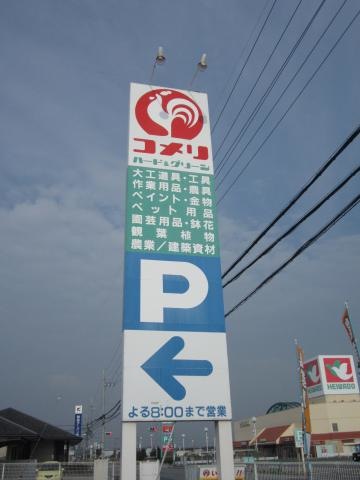 コメリ
ハード&グリーン
大工道具・工具
作業用品・農具
ペイント・金物
ペット用品
園芸用品・鉢花
観葉植物
農業/建築資材
P
よる8:00まで営業
HEIWADO
P